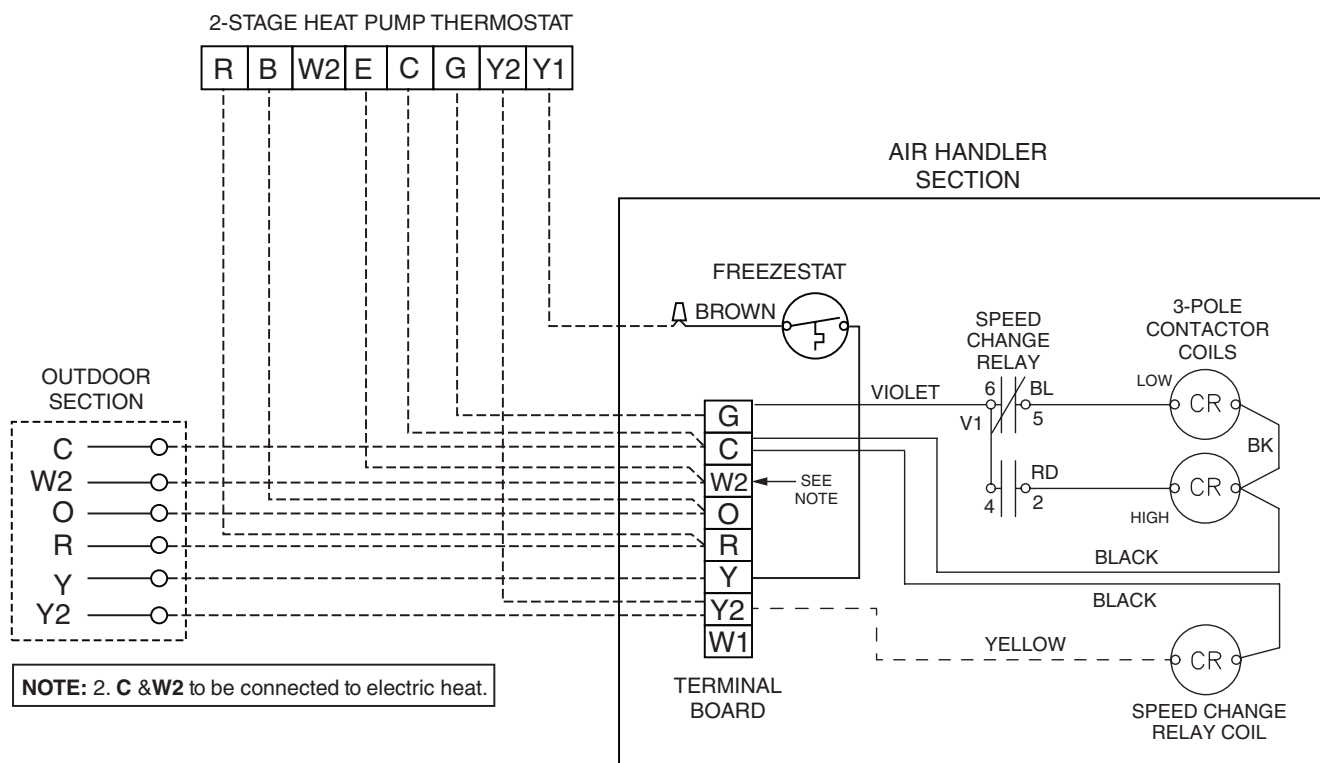 2-STAGE HEAT PUMP THERMOSTAT
R B W2 E C G Y2 Y1
AIR HANDLER
SECTION
FREEZESTAT
BROWN
SPEED
CHANGE
RELAY
3-POLE
CONTACTOR
COILS
OUTDOOR
SECTION
C
W2
O
R
Y
Y2
VIOLET
6
BL
V1
5
LOW
CR
BK
RD
4
2
HIGH
CR
G
C
W2
O
R
Y
Y2
W1
SEE
NOTE
BLACK
BLACK
YELLOW
CR
TERMINAL
BOARD
SPEED CHANGE
RELAY COIL
NOTE: 2. C &W2 to be connected to electric heat.